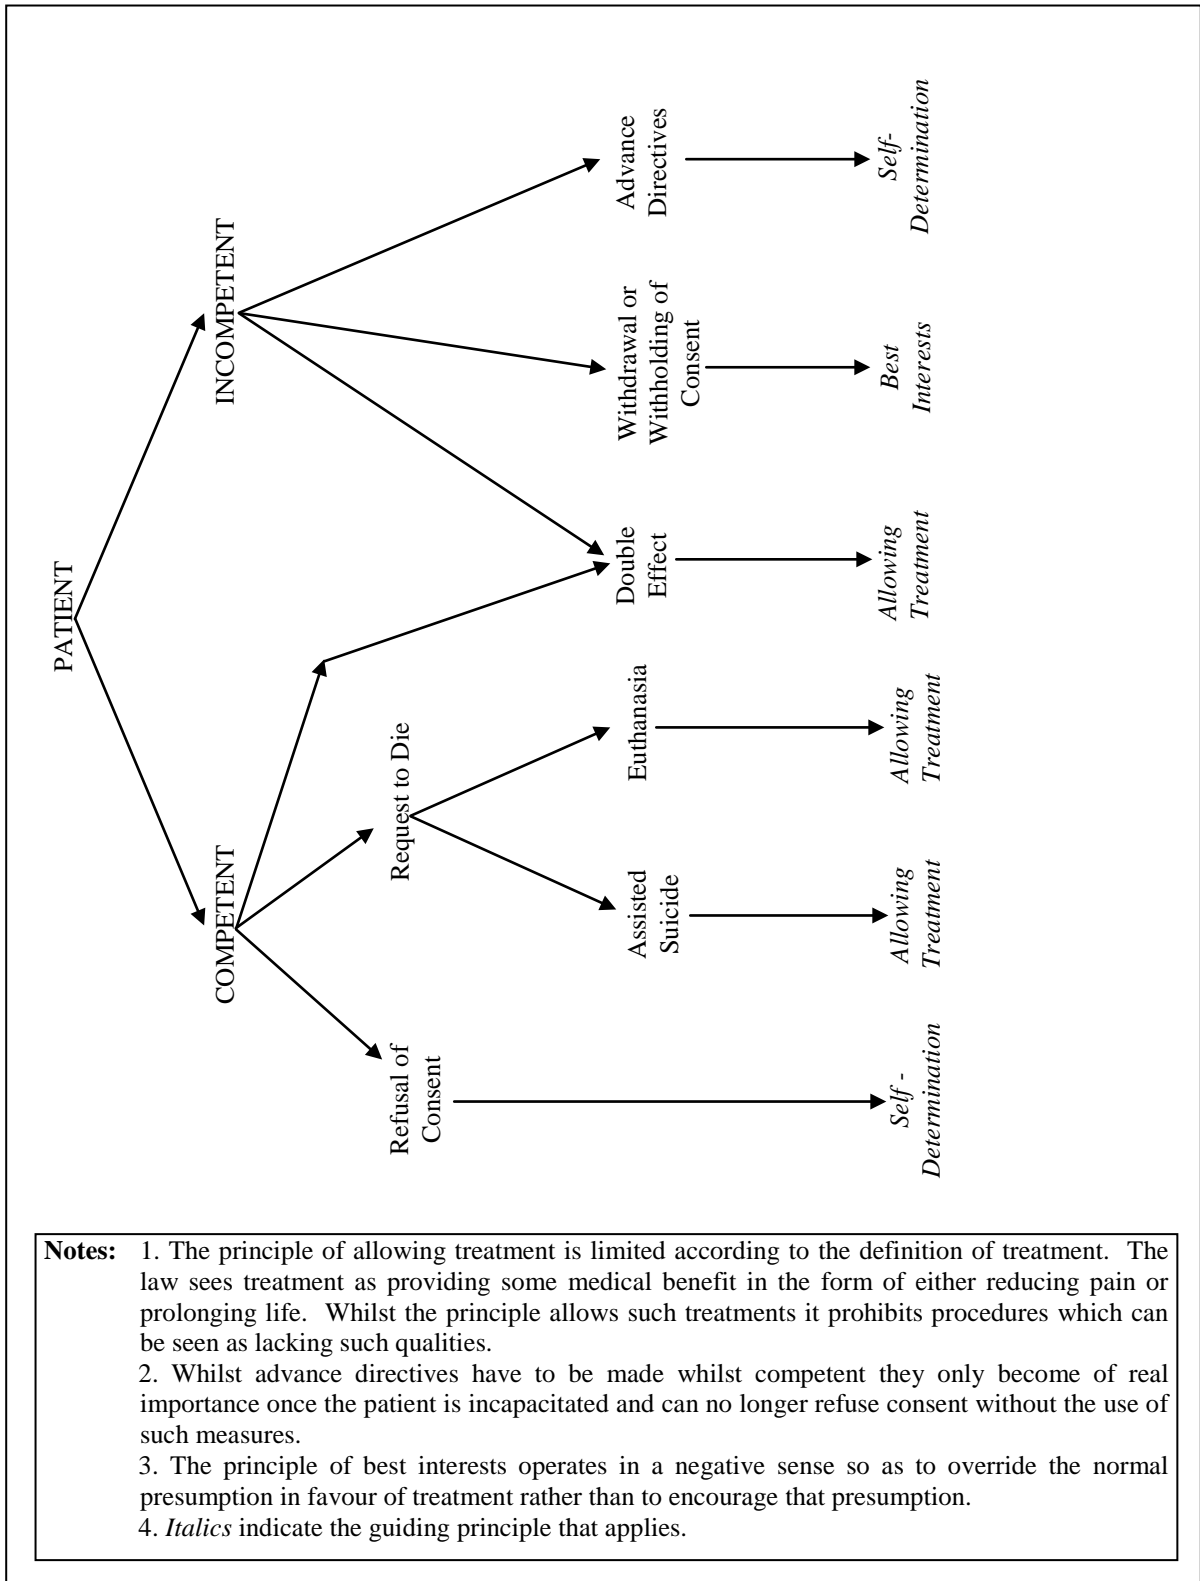 PATIENT
COMPETENT
INCOMPETENT
Refusal of
Consent
Request to Die
Assisted
Suicide
Euthanasia
Double
Effect
Withdrawal or
Withholding of
Consent
Advance
Directives
Self -
Determination
Allowing
Treatment
Allowing
Treatment
Allowing
Treatment
Best
Interests
Self-
Determination
Notes: 1. The principle of allowing treatment is limited according to the definition of treatment. The
law sees treatment as providing some medical benefit in the form of either reducing pain or
prolonging life. Whilst the principle allows such treatments it prohibits procedures which can
be seen as lacking such qualities.
2. Whilst advance directives have to be made whilst competent they only become of real
importance once the patient is incapacitated and can no longer refuse consent without the use of
such measures.
3. The principle of best interests operates in a negative sense so as to override the normal
presumption in favour of treatment rather than to encourage that presumption.
4. Italics indicate the guiding principle that applies.